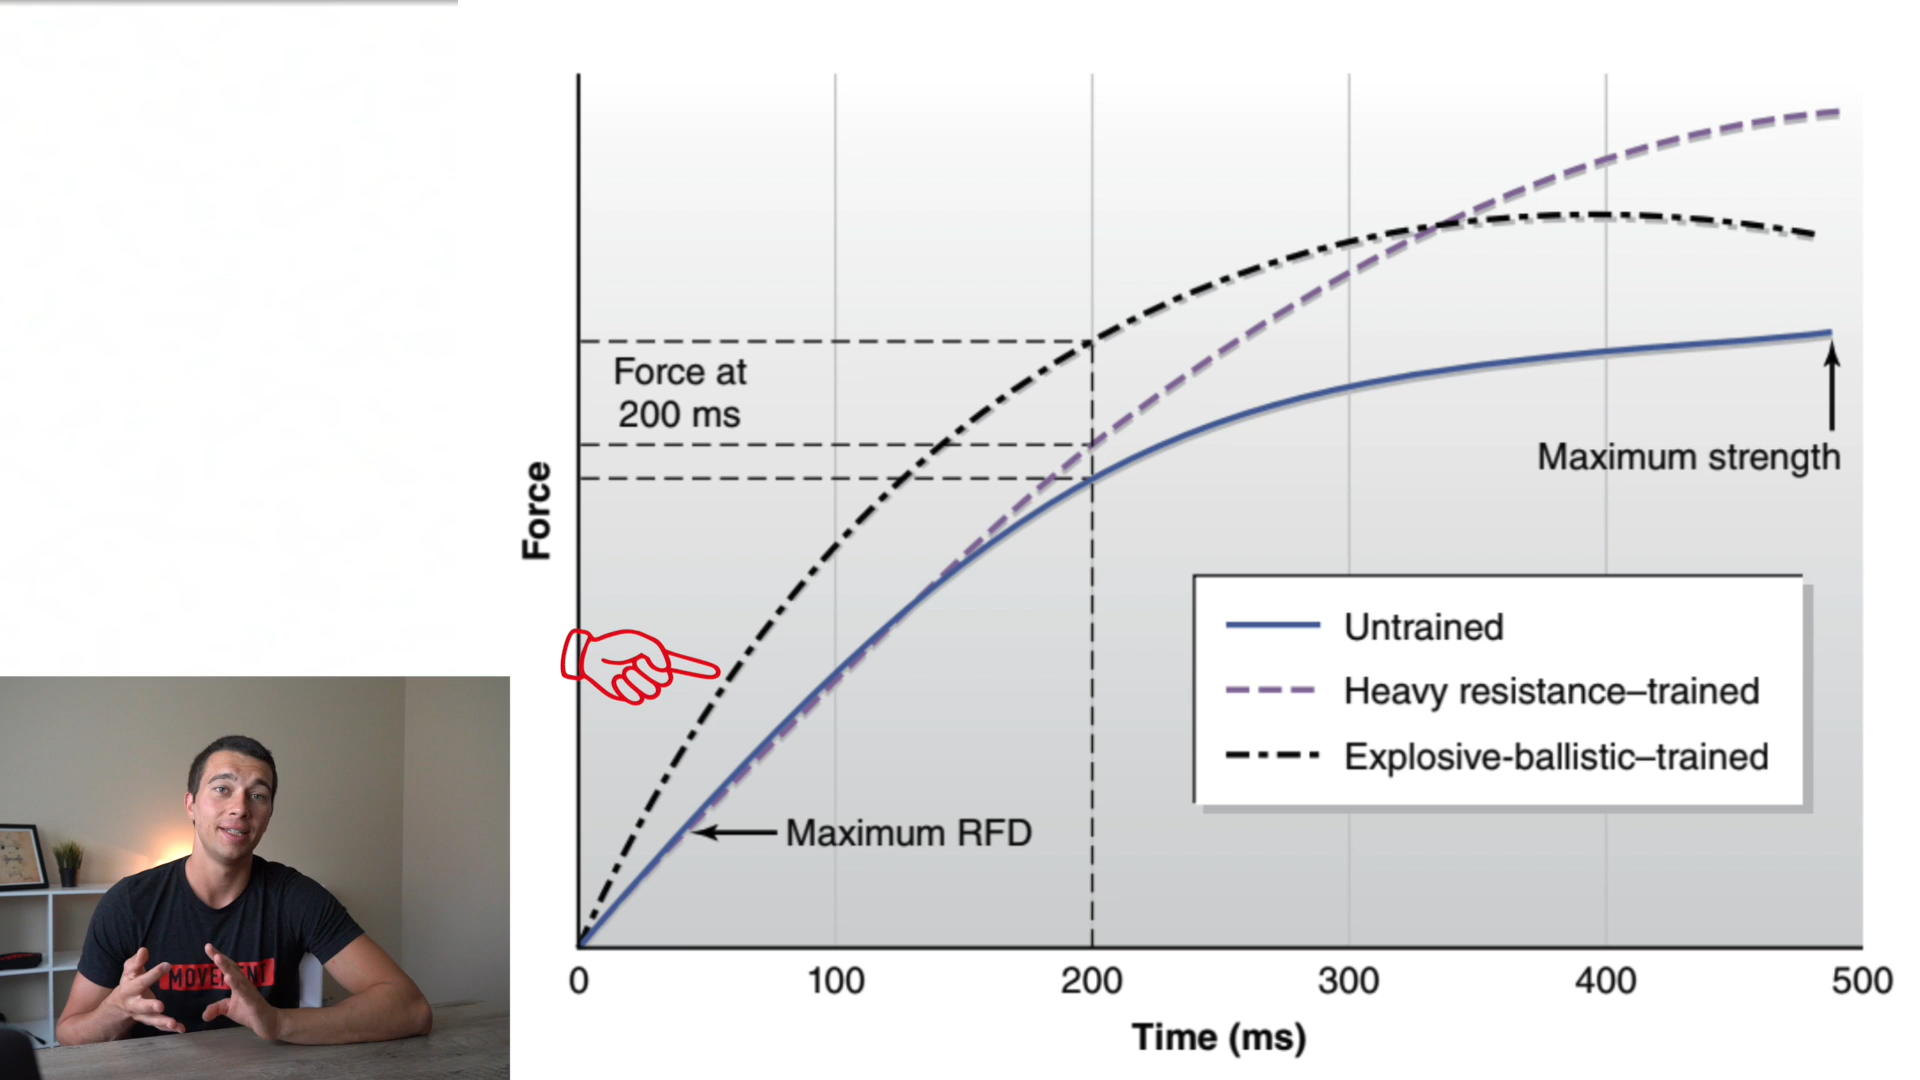 Force at
200 ms
Force
Maximum strength
Untrained
Heavy resistance–trained
Explosive-ballistic–trained
Maximum RFD
0 100 200 300 400 500
Time (ms)
MOVEMENT